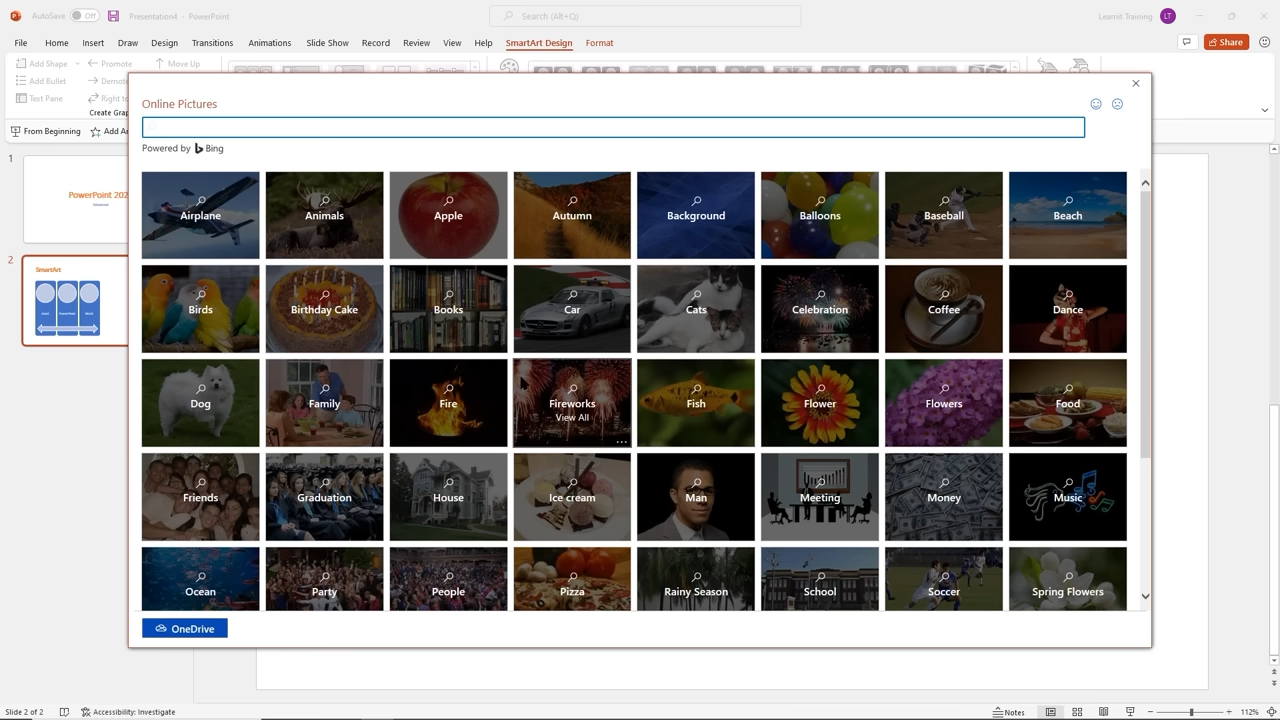 AutoSave Off Presentation4 - PowerPoint Search (Alt+Q) Learnit Training LT
File Home Insert Draw Design Transitions Animations Slide Show Record Review View Help SmartArt Design Format Share
Add Shape Promote Move Up
Add Bullet
Text Pane
Create Grap
From Beginning
Online Pictures
Powered by Bing
Airplane Animals Apple Autumn Background Balloons Baseball Beach
Birds Birthday Cake Books Car Cats Celebration Coffee Dance
Dog Family Fire Fireworks Fish Flower Flowers Food
View All
Friends Graduation House Ice cream Man Meeting Money Music
Ocean Party People Pizza Rainy Season School Soccer Spring Flowers
OneDrive
1
PowerPoint 202
2
SmartArt
Slide 2 of 2 Accessibility: Investigate Notes 112%